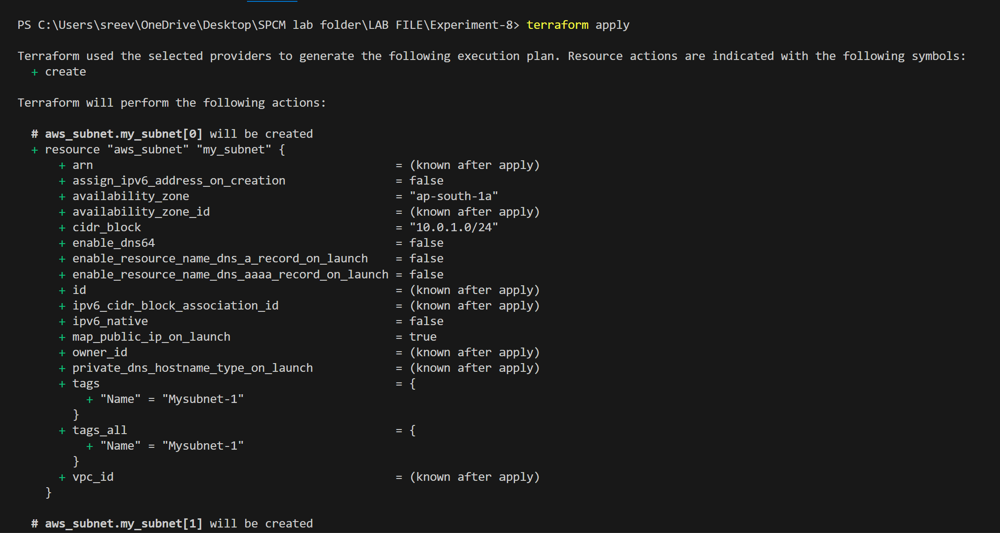 PS C:\Users\sreev\OneDrive\Desktop\SPCM lab folder\LAB FILE\Experiment-8> terraform apply
Terraform used the selected providers to generate the following execution plan. Resource actions are indicated with the following symbols:
+ create
Terraform will perform the following actions:
# aws_subnet.my_subnet[0] will be created
+ resource "aws_subnet" "my_subnet" {
+ arn = (known after apply)
+ assign_ipv6_address_on_creation = false
+ availability_zone = "ap-south-1a"
+ availability_zone_id = (known after apply)
+ cidr_block = "10.0.1.0/24"
+ enable_dns64 = false
+ enable_resource_name_dns_a_record_on_launch = false
+ enable_resource_name_dns_aaaa_record_on_launch = false
+ id = (known after apply)
+ ipv6_cidr_block_association_id = (known after apply)
+ ipv6_native = false
+ map_public_ip_on_launch = true
+ owner_id = (known after apply)
+ private_dns_hostname_type_on_launch = (known after apply)
+ tags = {
+ "Name" = "Mysubnet-1"
}
+ tags_all = {
+ "Name" = "Mysubnet-1"
}
+ vpc_id = (known after apply)
}
# aws_subnet.my_subnet[1] will be created